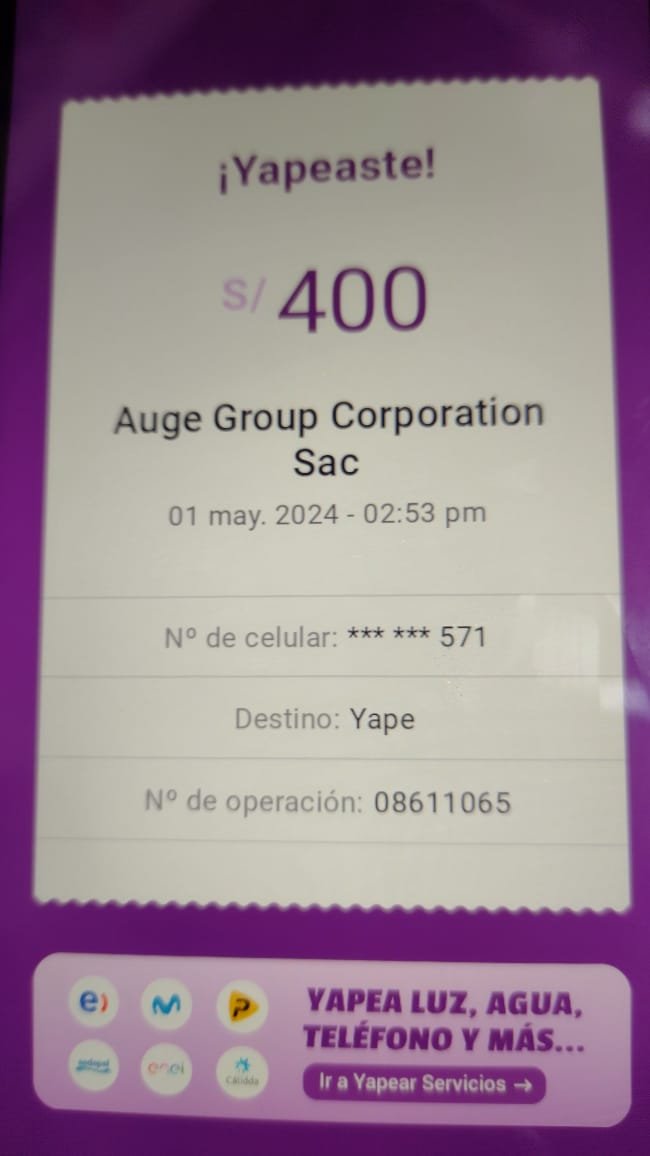 ¡Yapeaste!
S/ 400
Auge Group Corporation
Sac
01 may. 2024 - 02:53 pm
Nº de celular: *** *** 571
Destino: Yape
Nº de operación: 08611065
e)
P
sedapal
enel
Cálidda
YAPEA LUZ, AGUA,
TELÉFONO Y MÁS...
Ir a Yapear Servicios →